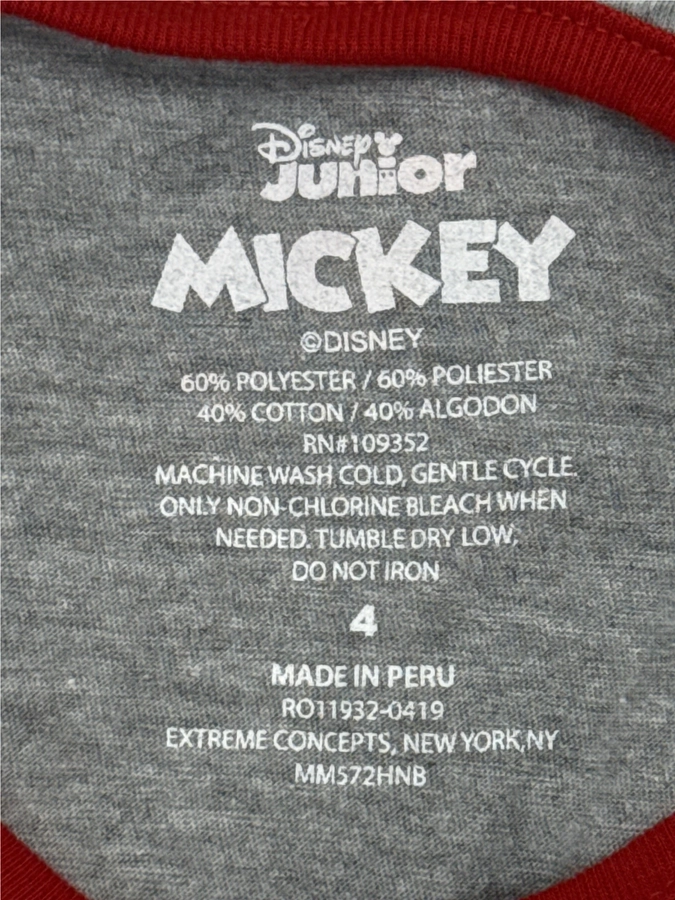 Disney
Junior
MICKEY
©DISNEY
60% POLYESTER / 60% POLIESTER
40% COTTON / 40% ALGODON
RN#109352
MACHINE WASH COLD, GENTLE CYCLE.
ONLY NON-CHLORINE BLEACH WHEN
NEEDED. TUMBLE DRY LOW,
DO NOT IRON
4
MADE IN PERU
RO11932-0419
EXTREME CONCEPTS, NEW YORK,NY
MM572HNB